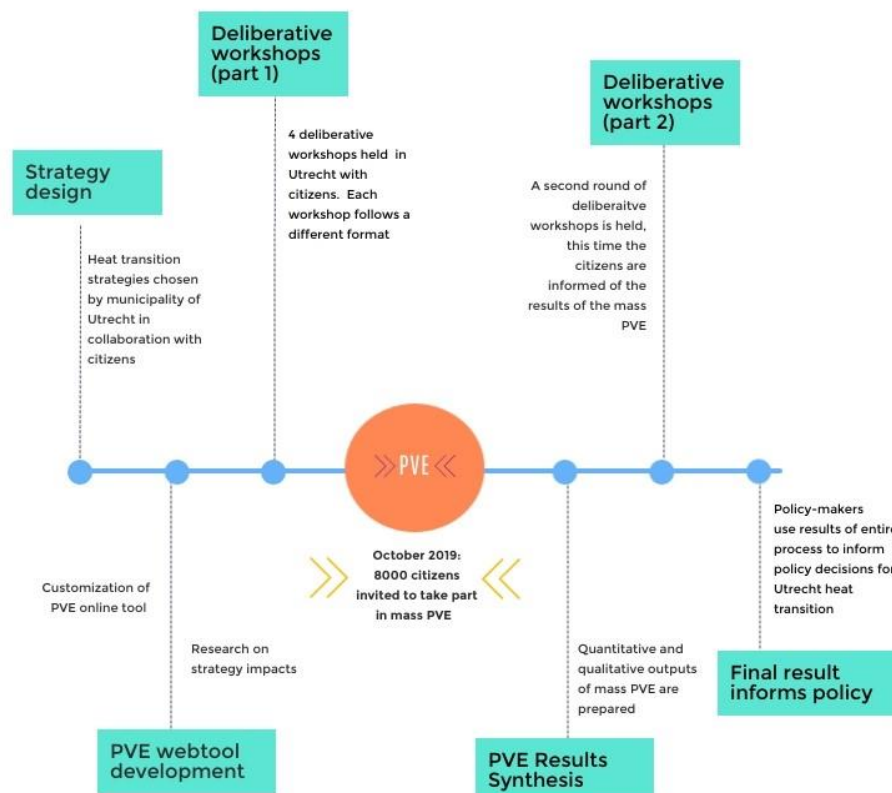 Strategy
design
Heat transition
strategies chosen
by municipality of
Utrecht in
collaboration with
citizens
Customization of
PVE online tool
Research on
strategy impacts
PVE webtool
development
Deliberative
workshops
(part 1)
4 deliberative
workshops held in
Utrecht with
citizens. Each
workshop follows a
different format
PVE
October 2019:
8000 citizens
invited to take part
in mass PVE
Quantitative and
qualitative outputs
of mass PVE are
prepared
PVE Results
Synthesis
Deliberative
workshops
(part 2)
A second round of
deliberaitve
workshops is held,
this time the
citizens are
informed of the
results of the mass
PVE
Policy-makers
use results of entire
process to inform
policy decisions for
Utrecht heat
transition
Final result
informs policy